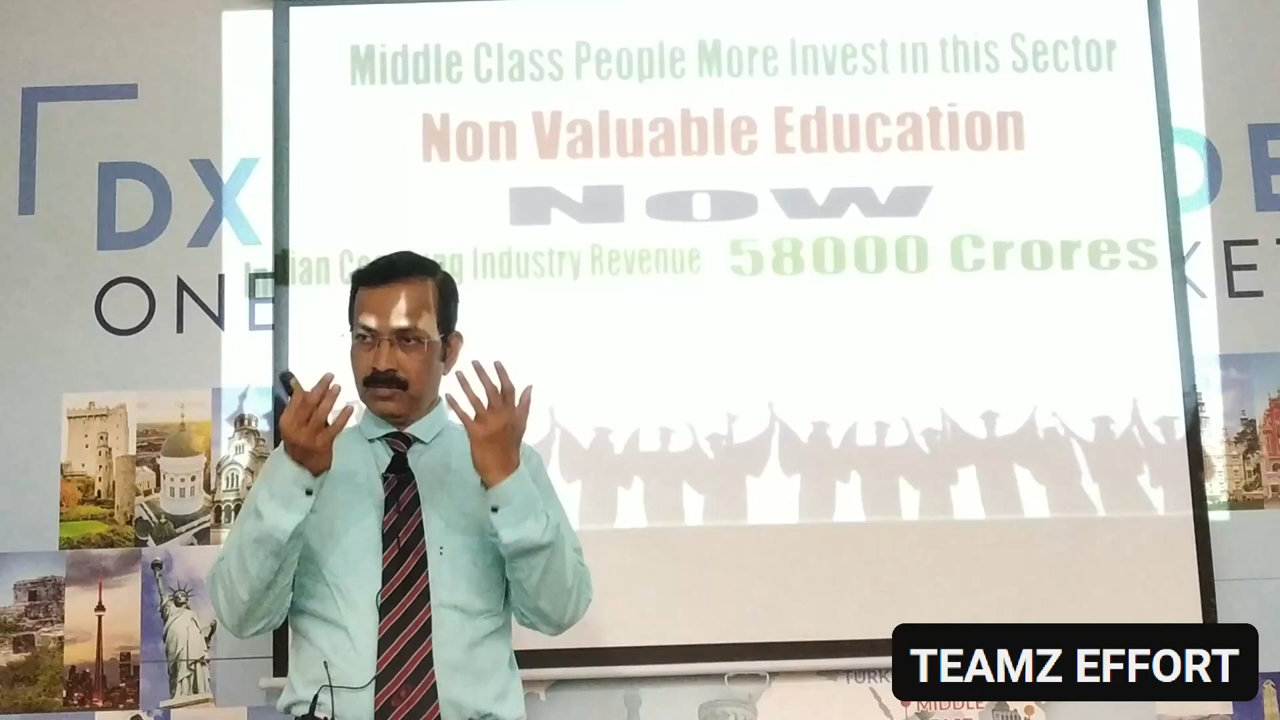 Middle Class People More Invest in this Sector
Non Valuable Education
Now
Industry Revenue 58000 Crores
DX
ONE
TEAMZ EFFORT
MIDDLE